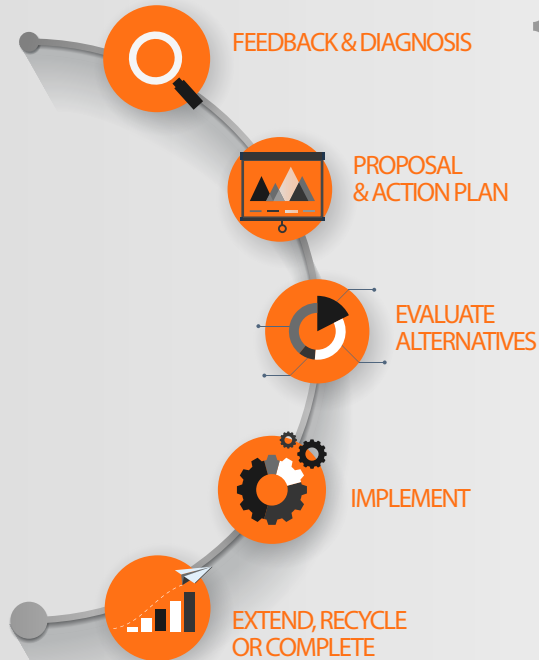 FEEDBACK & DIAGNOSIS
PROPOSAL
& ACTION PLAN
EVALUATE
ALTERNATIVES
IMPLEMENT
EXTEND, RECYCLE
OR COMPLETE